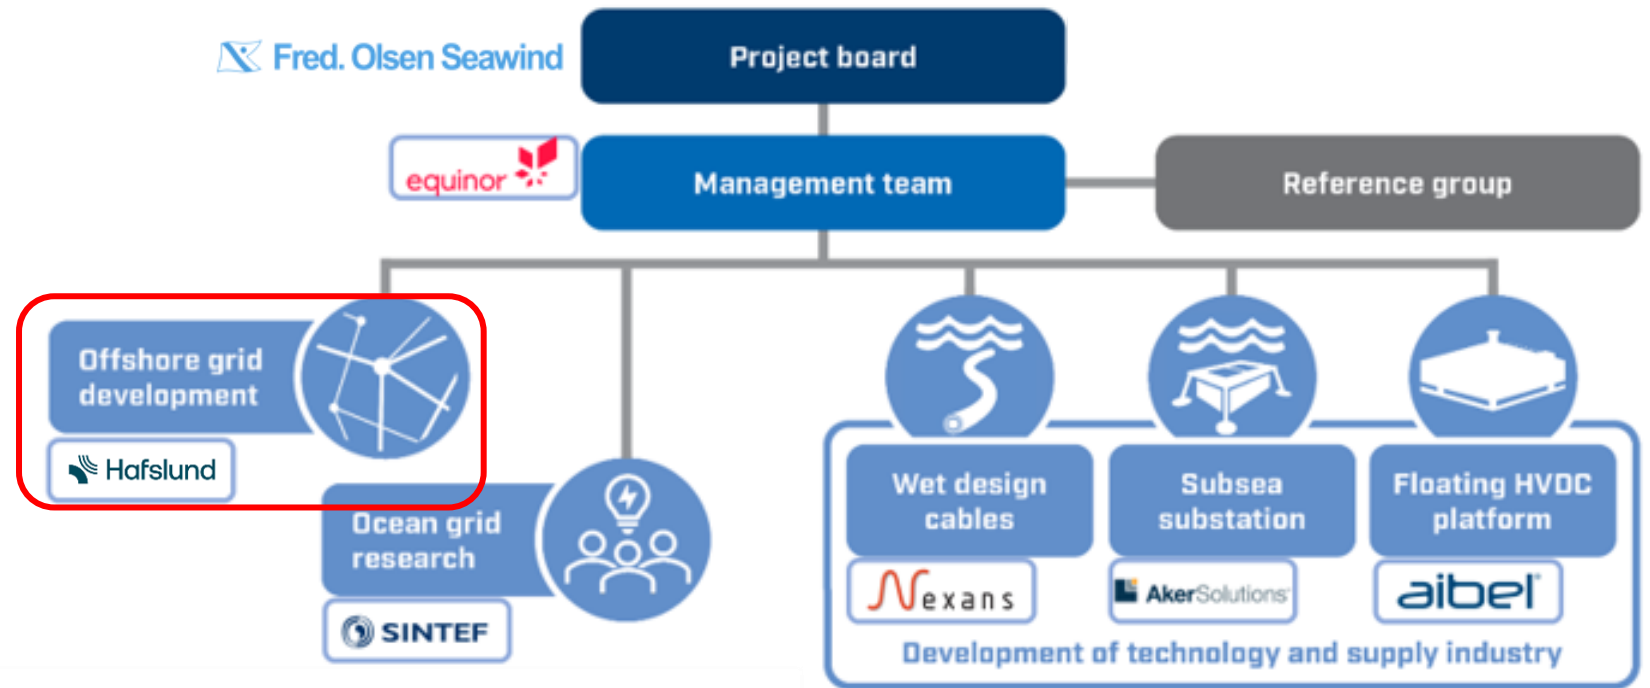 Fred. Olsen Seawind
Project board
equinor
Management team
Reference group
Offshore grid
development
Hafslund
Ocean grid
research
SINTEF
Wet design
cables
Nexans
Subsea
substation
AkerSolutions
Floating HVDC
platform
aibel
Development of technology and supply industry